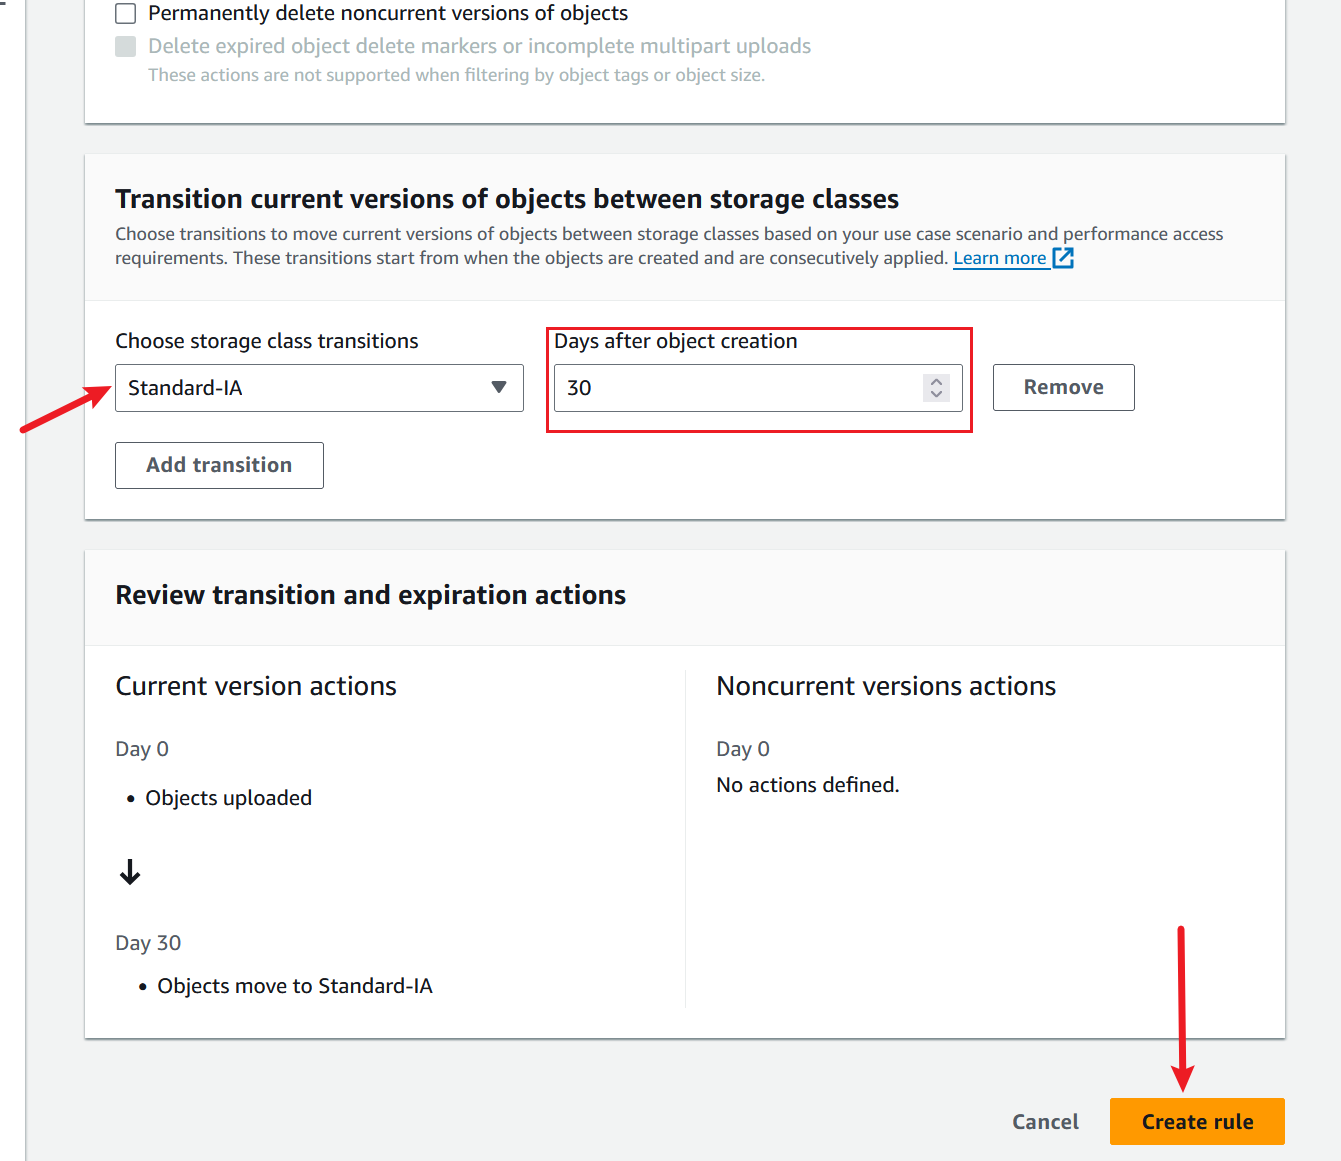 Permanently delete noncurrent versions of objects
Delete expired object delete markers or incomplete multipart uploads
These actions are not supported when filtering by object tags or object size.
Transition current versions of objects between storage classes
Choose transitions to move current versions of objects between storage classes based on your use case scenario and performance access
requirements. These transitions start from when the objects are created and are consecutively applied. Learn more
Choose storage class transitions
Days after object creation
Standard-IA
30
Remove
Add transition
Review transition and expiration actions
Current version actions
Day 0
• Objects uploaded
Day 30
• Objects move to Standard-IA
Noncurrent versions actions
Day 0
No actions defined.
Cancel
Create rule